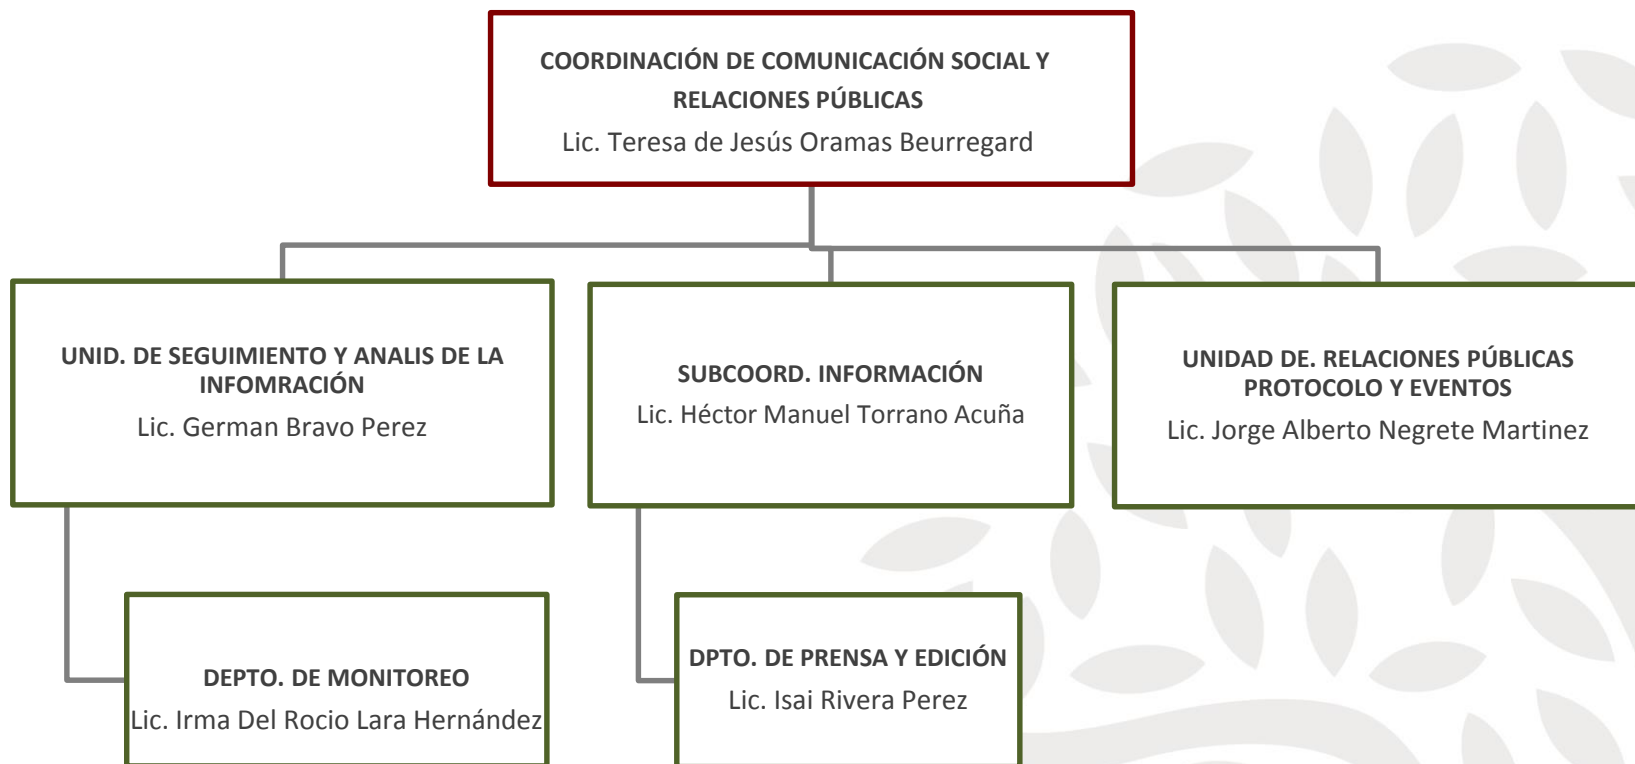 COORDINACIÓN DE COMUNICACIÓN SOCIAL Y
RELACIONES PÚBLICAS
Lic. Teresa de Jesús Oramas Beurregard
UNID. DE SEGUIMIENTO Y ANALIS DE LA
INFOMRACIÓN
Lic. German Bravo Perez
SUBCOORD. INFORMACIÓN
Lic. Héctor Manuel Torrano Acuña
UNIDAD DE. RELACIONES PÚBLICAS
PROTOCOLO Y EVENTOS
Lic. Jorge Alberto Negrete Martinez
DEPTO. DE MONITOREO
Lic. Irma Del Rocio Lara Hernández
DPTO. DE PRENSA Y EDICIÓN
Lic. Isai Rivera Perez